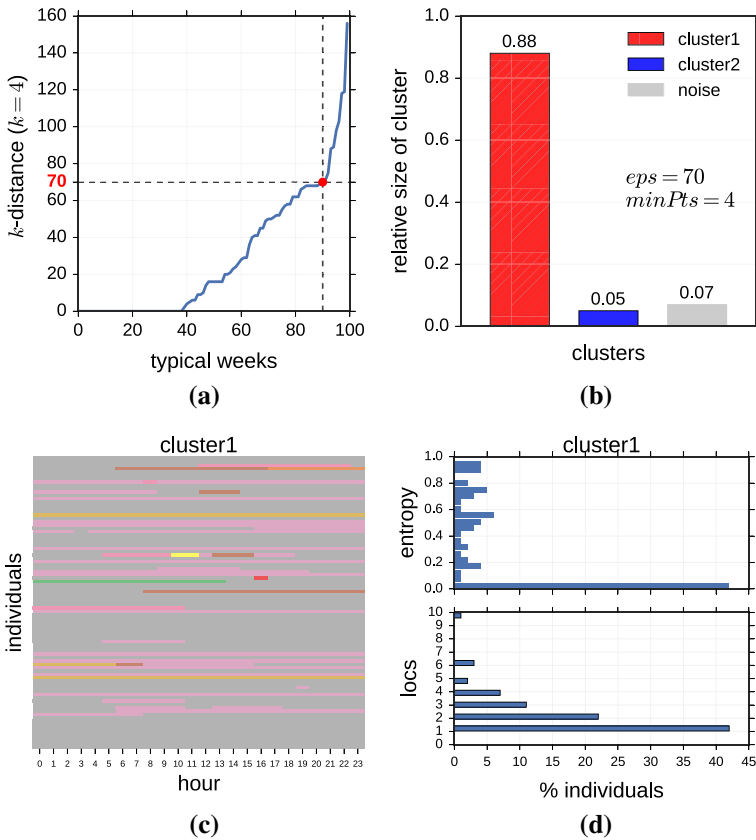 160
140
120
100
80
70
60
40
20
0
k-distance (k = 4)
0 20 40 60 80 100
typical weeks
(a)
1.0
0.8
0.6
0.4
0.2
0.0
relative size of cluster
0.88
0.05
0.07
cluster1
cluster2
noise
eps = 70
minPts = 4
clusters
(b)
cluster1
individuals
0 1 2 3 4 5 6 7 8 9 10 11 12 13 14 15 16 17 18 19 20 21 22 23
hour
(c)
cluster1
1.0
0.8
0.6
0.4
0.2
0.0
entropy
10
9
8
7
6
5
4
3
2
1
locs
0 5 10 15 20 25 30 35 40 45
% individuals
(d)